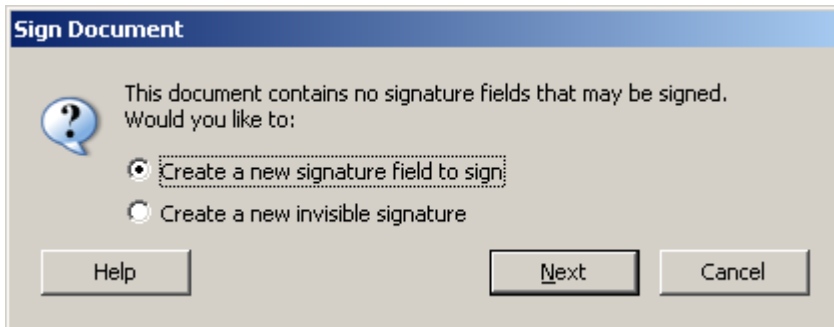 Sign Document
This document contains no signature fields that may be signed.
Would you like to:
Create a new signature field to sign
Create a new invisible signature
Help
Next
Cancel